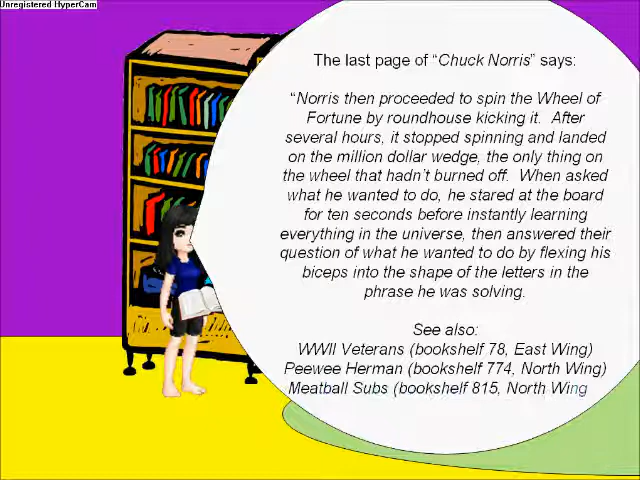 Unregistered HyperCam
The last page of “Chuck Norris” says:
“Norris then proceeded to spin the Wheel of
Fortune by roundhouse kicking it.  After
several hours, it stopped spinning and landed
on the million dollar wedge, the only thing on
the wheel that hadn’t burned off.  When asked
what he wanted to do, he stared at the board
for ten seconds before instantly learning
everything in the universe, then answered their
question of what he wanted to do by flexing his
biceps into the shape of the letters in the
phrase he was solving.
See also:
WWII Veterans (bookshelf 78, East Wing)
Peewee Herman (bookshelf 774, North Wing)
Meatball Subs (bookshelf 815, North Wing